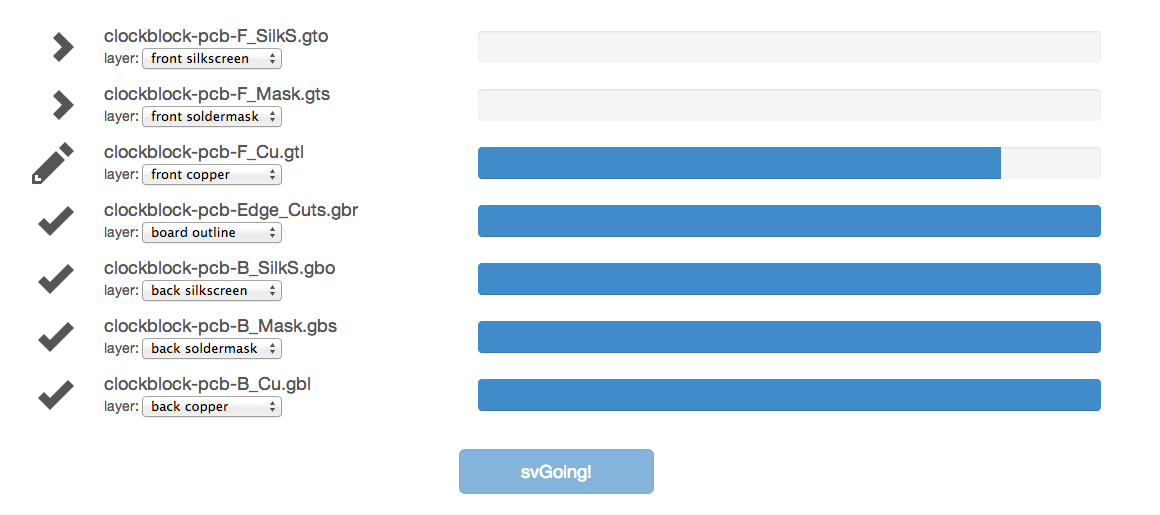 clockblock-pcb-F_SilkS.gto
layer: front silkscreen
clockblock-pcb-F_Mask.gts
layer: front soldermask
clockblock-pcb-F_Cu.gtl
layer: front copper
clockblock-pcb-Edge_Cuts.gbr
layer: board outline
clockblock-pcb-B_SilkS.gbo
layer: back silkscreen
clockblock-pcb-B_Mask.gbs
layer: back soldermask
clockblock-pcb-B_Cu.gbl
layer: back copper
svGoing!